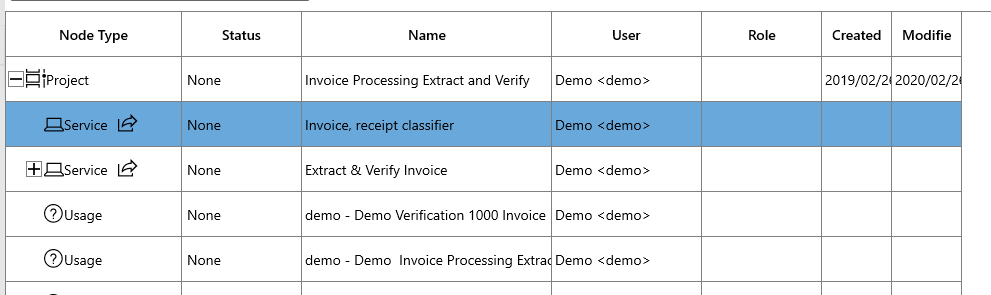 Node Type Status Name User Role Created Modifie
Project None Invoice Processing Extract and Verify Demo <demo> 2019/02/26 2020/02/26
Service None Invoice, receipt classifier Demo <demo>
Service None Extract & Verify Invoice Demo <demo>
Usage None demo - Demo Verification 1000 Invoice Demo <demo>
Usage None demo - Demo Invoice Processing Extrac Demo <demo>